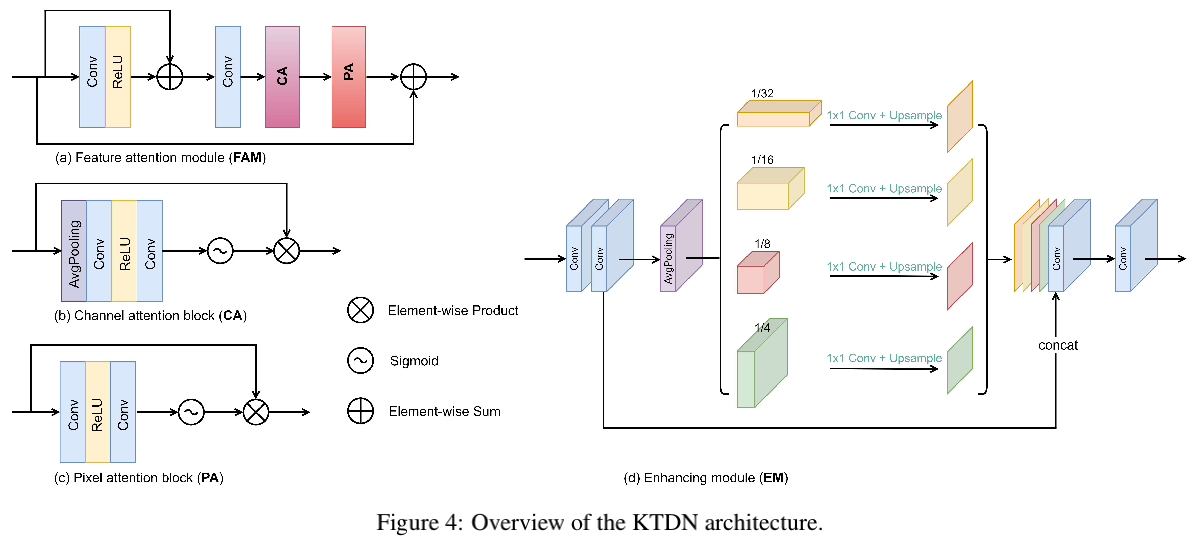 Conv
ReLU
Conv
CA
PA
(a) Feature attention module (FAM)
AvgPooling
Conv
ReLU
Conv
(b) Channel attention block (CA)
Conv
ReLU
Conv
(c) Pixel attention block (PA)
Element-wise Product
Sigmoid
Element-wise Sum
Conv
Conv
AvgPooling
1/32
1x1 Conv + Upsample
1/16
1x1 Conv + Upsample
1/8
1x1 Conv + Upsample
1/4
1x1 Conv + Upsample
Conv
Conv
concat
(d) Enhancing module (EM)
Figure 4: Overview of the KTDN architecture.